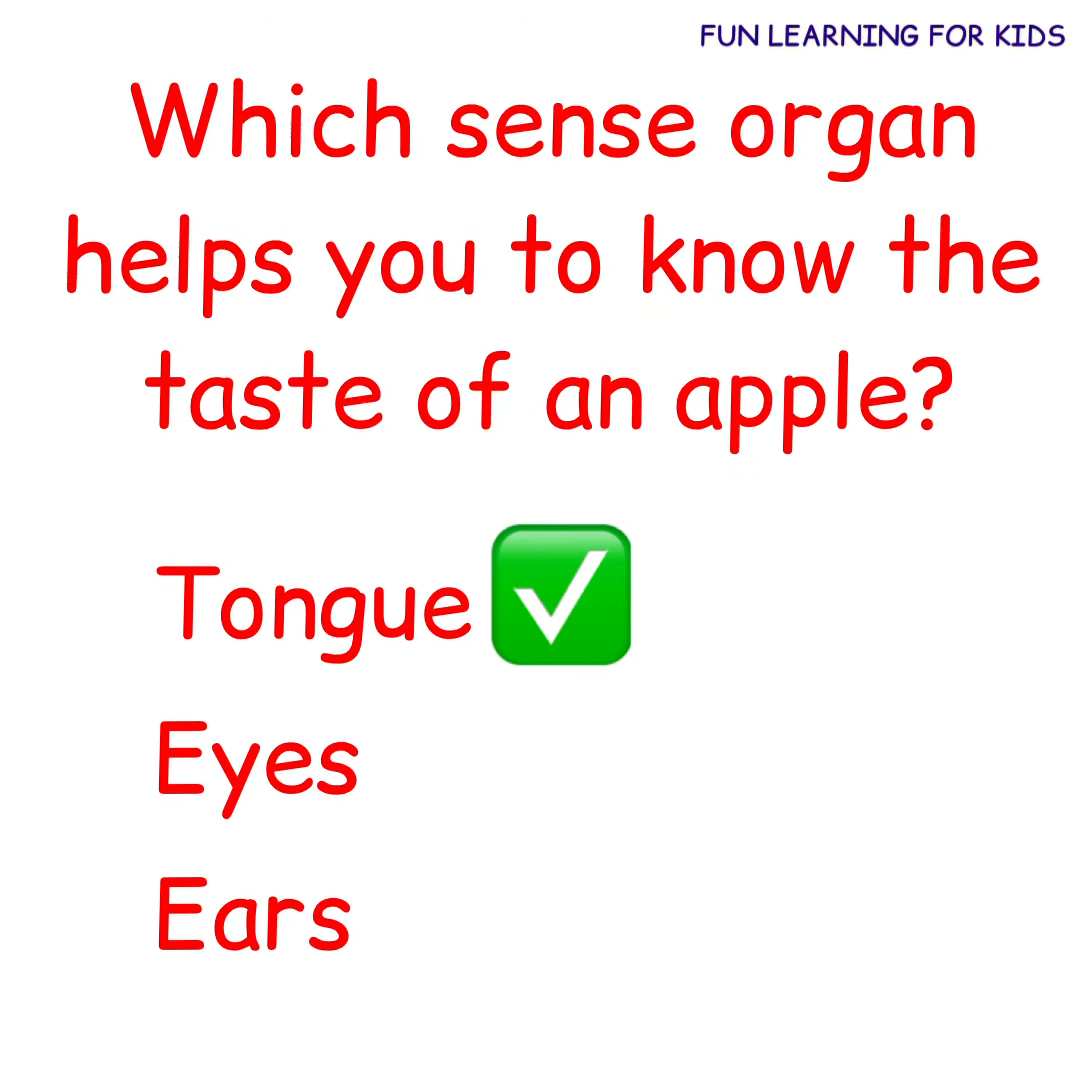 FUN LEARNING FOR KIDS
Which sense organ
helps you to know the
taste of an apple?
Tongue ✅
Eyes
Ears